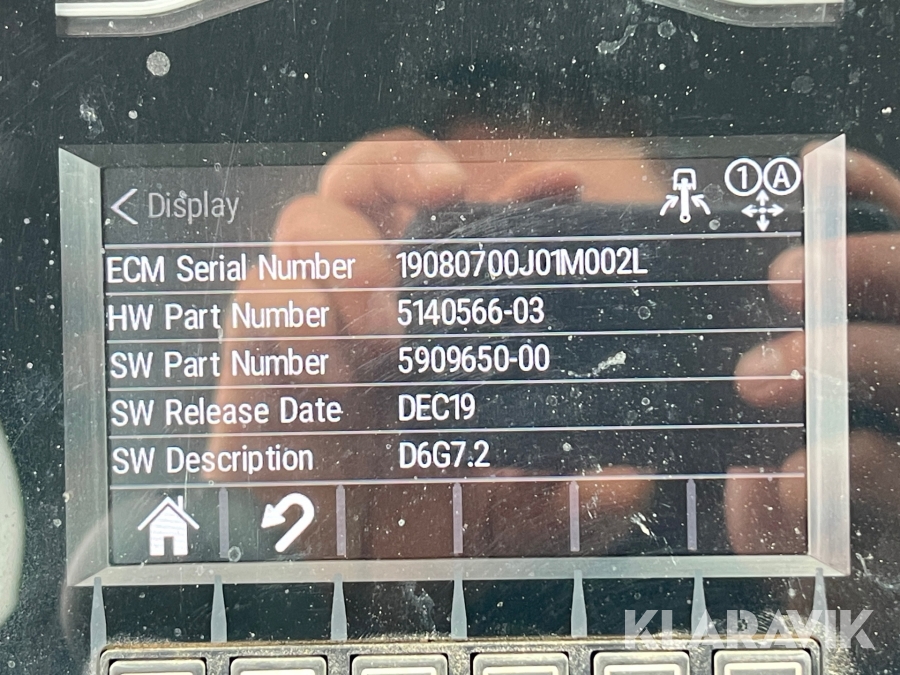 1 A
< Display
ECM Serial Number 19080700J01M002L
HW Part Number 5140566-03
SW Part Number 5909650-00
SW Release Date DEC19
SW Description D6G7.2
KLARAVIK